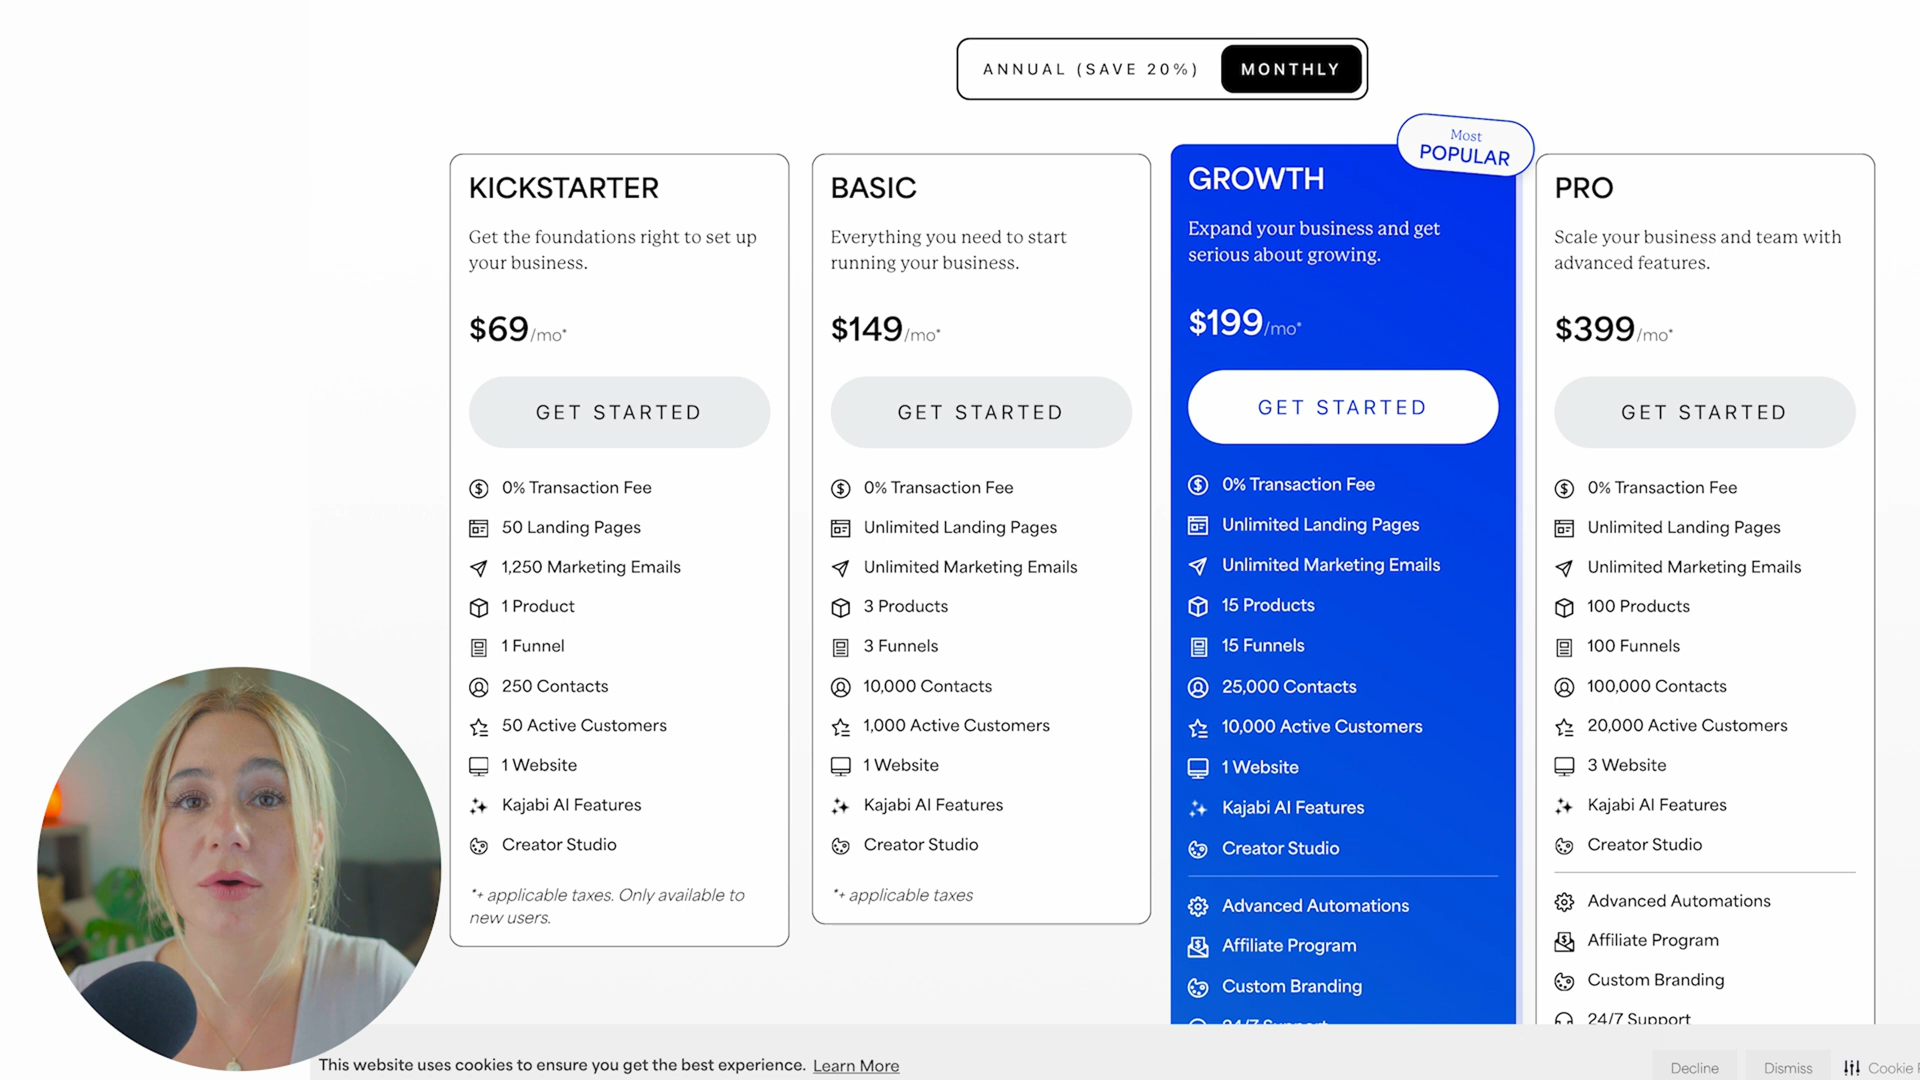 ANNUAL (SAVE 20%)
MONTHLY
KICKSTARTER
Get the foundations right to set up
your business.
$69/mo*
GET STARTED
0% Transaction Fee
50 Landing Pages
1,250 Marketing Emails
1 Product
1 Funnel
250 Contacts
50 Active Customers
1 Website
Kajabi AI Features
Creator Studio
*+ applicable taxes. Only available to
new users.
BASIC
Everything you need to start
running your business.
$149/mo*
GET STARTED
0% Transaction Fee
Unlimited Landing Pages
Unlimited Marketing Emails
3 Products
3 Funnels
10,000 Contacts
1,000 Active Customers
1 Website
Kajabi AI Features
Creator Studio
*+ applicable taxes
Most
POPULAR
GROWTH
Expand your business and get
serious about growing.
$199/mo*
GET STARTED
0% Transaction Fee
Unlimited Landing Pages
Unlimited Marketing Emails
15 Products
15 Funnels
25,000 Contacts
10,000 Active Customers
1 Website
Kajabi AI Features
Creator Studio
Advanced Automations
Affiliate Program
Custom Branding
24/7 Support
PRO
Scale your business and team with
advanced features.
$399/mo*
GET STARTED
0% Transaction Fee
Unlimited Landing Pages
Unlimited Marketing Emails
100 Products
100 Funnels
100,000 Contacts
20,000 Active Customers
3 Website
Kajabi AI Features
Creator Studio
Advanced Automations
Affiliate Program
Custom Branding
24/7 Support
This website uses cookies to ensure you get the best experience. Learn More
Decline
Dismiss
Cookie